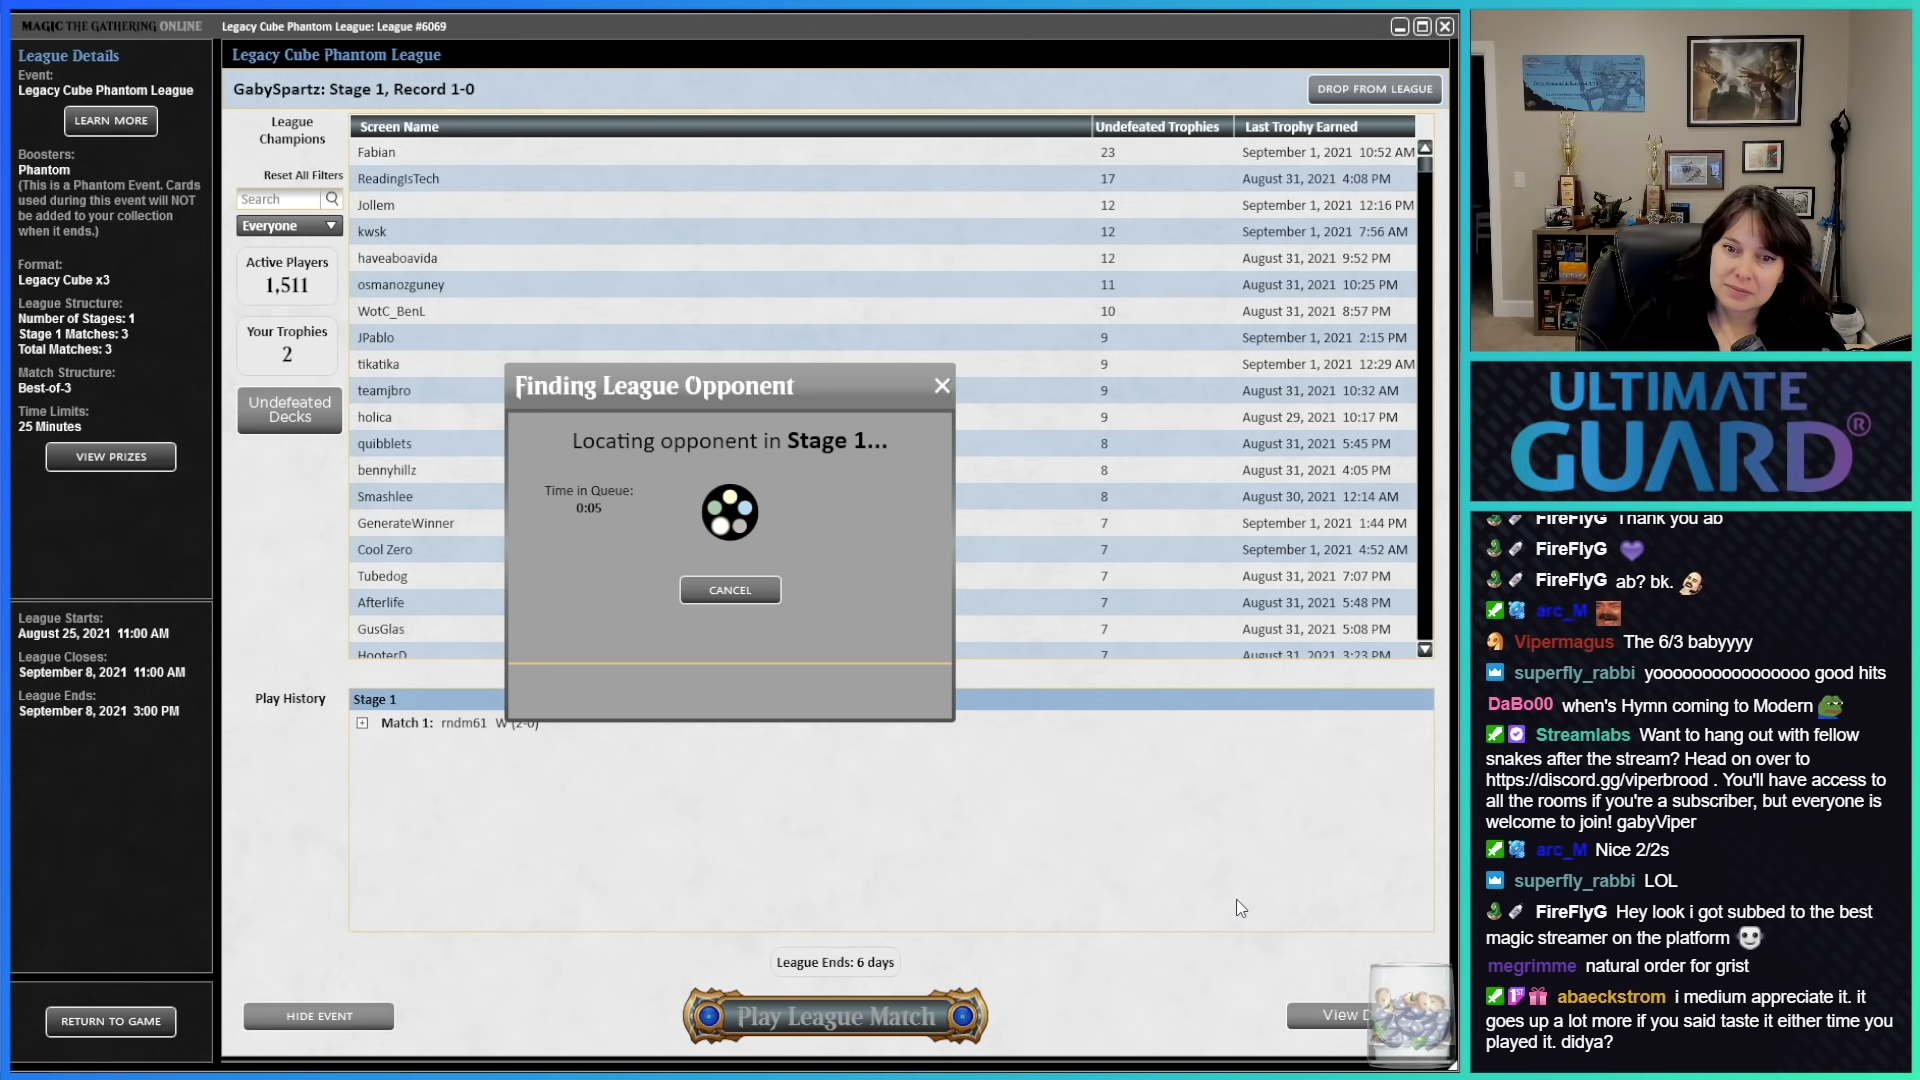 MAGIC THE GATHERING ONLINE
Legacy Cube Phantom League: League #6069
League Details
Event:
Legacy Cube Phantom League
LEARN MORE
Boosters:
Phantom
(This is a Phantom Event. Cards
used during this event will NOT
be added to your collection
when it ends.)
Format:
Legacy Cube x3
League Structure:
Number of Stages: 1
Stage 1 Matches: 3
Total Matches: 3
Match Structure:
Best-of-3
Time Limits:
25 Minutes
VIEW PRIZES
League Starts:
August 25, 2021 11:00 AM
League Closes:
September 8, 2021 11:00 AM
League Ends:
September 8, 2021 3:00 PM
RETURN TO GAME
Legacy Cube Phantom League
GabySpartz: Stage 1, Record 1-0
DROP FROM LEAGUE
League
Champions
Reset All Filters
Search
Everyone
Active Players
1,511
Your Trophies
2
Undefeated
Decks
Screen Name Undefeated Trophies Last Trophy Earned
Fabian 23 September 1, 2021 10:52 AM
ReadingIsTech 17 August 31, 2021 4:08 PM
Jollem 12 September 1, 2021 12:16 PM
kwsk 12 September 1, 2021 7:56 AM
haveaboavida 12 August 31, 2021 9:52 PM
osmanozguney 11 August 31, 2021 10:25 PM
WotC_BenL 10 August 31, 2021 8:57 PM
JPablo 9 September 1, 2021 2:15 PM
tikatika 9 September 1, 2021 12:29 AM
teamjbro 9 August 31, 2021 10:32 AM
holica 9 August 29, 2021 10:17 PM
quibblets 8 August 31, 2021 5:45 PM
bennyhillz 8 August 31, 2021 4:05 PM
Smashlee 8 August 30, 2021 12:14 AM
GenerateWinner 7 September 1, 2021 1:44 PM
Cool Zero 7 September 1, 2021 4:52 AM
Tubedog 7 August 31, 2021 7:07 PM
Afterlife 7 August 31, 2021 5:48 PM
GusGlas 7 August 31, 2021 5:08 PM
HooterD 7 August 31, 2021 3:23 PM
Finding League Opponent
Locating opponent in Stage 1...
Time in Queue:
0:05
CANCEL
Play History
Stage 1
Match 1: rndm61 W (2-0)
League Ends: 6 days
HIDE EVENT
Play League Match
View D
ULTIMATE
GUARD®
FireFlyG Thank you ab
FireFlyG
FireFlyG ab? bk.
arc_M
Vipermagus The 6/3 babyyyy
superfly_rabbi yooooooooooooooo good hits
DaBo00 when's Hymn coming to Modern
Streamlabs Want to hang out with fellow
snakes after the stream? Head on over to
https://discord.gg/viperbrood . You'll have access to
all the rooms if you're a subscriber, but everyone is
welcome to join! gabyViper
arc_M Nice 2/2s
superfly_rabbi LOL
FireFlyG Hey look i got subbed to the best
magic streamer on the platform
megrimme natural order for grist
abaeckstrom i medium appreciate it. it
goes up a lot more if you said taste it either time you
played it. didya?